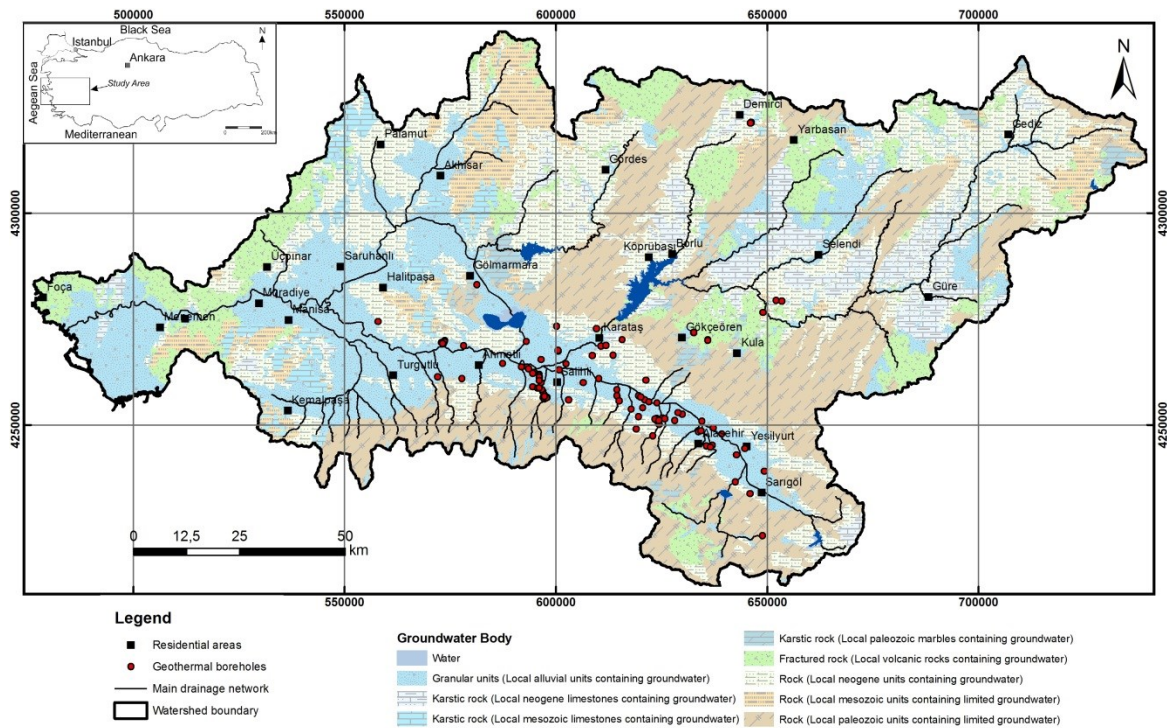 500000 550000 600000 650000 700000
Black Sea
Istanbul
N
Ankara
Aegean Sea
Study Area
Mediterranean
0 200km
N
Demirci
Gediz
Palamut
Yarbasan
Akhisar
Gördes
4300000 4300000
Üçpınar
Saruhanlı
Köprübaşı
Borlu
Selendi
Gölmarmara
Halitpaşa
Foça
Güre
Muradiye
Manisa
Menemen
Karataş
Gökçeören
Kula
Turgutlu
Ahmetli
Salihli
Kemalpaşa
4250000 4250000
Alaşehir
Yeşilyurt
Sarıgöl
0 12,5 25 50
km
500000 550000 600000 650000 700000
Legend
Residential areas
Geothermal boreholes
Main drainage network
Watershed boundary
Groundwater Body
Water
Granular units (Local alluvial units containing groundwater)
Karstic rock (Local neogene limestones containing groundwater)
Karstic rock (Local mesozoic limestones containing groundwater)
Karstic rock (Local paleozoic marbles containing groundwater)
Fractured rock (Local volcanic rocks containing groundwater)
Rock (Local neogene units containing groundwater)
Rock (Local mesozoic units containing limited groundwater)
Rock (Local paleozoic units containing limited groundwater)